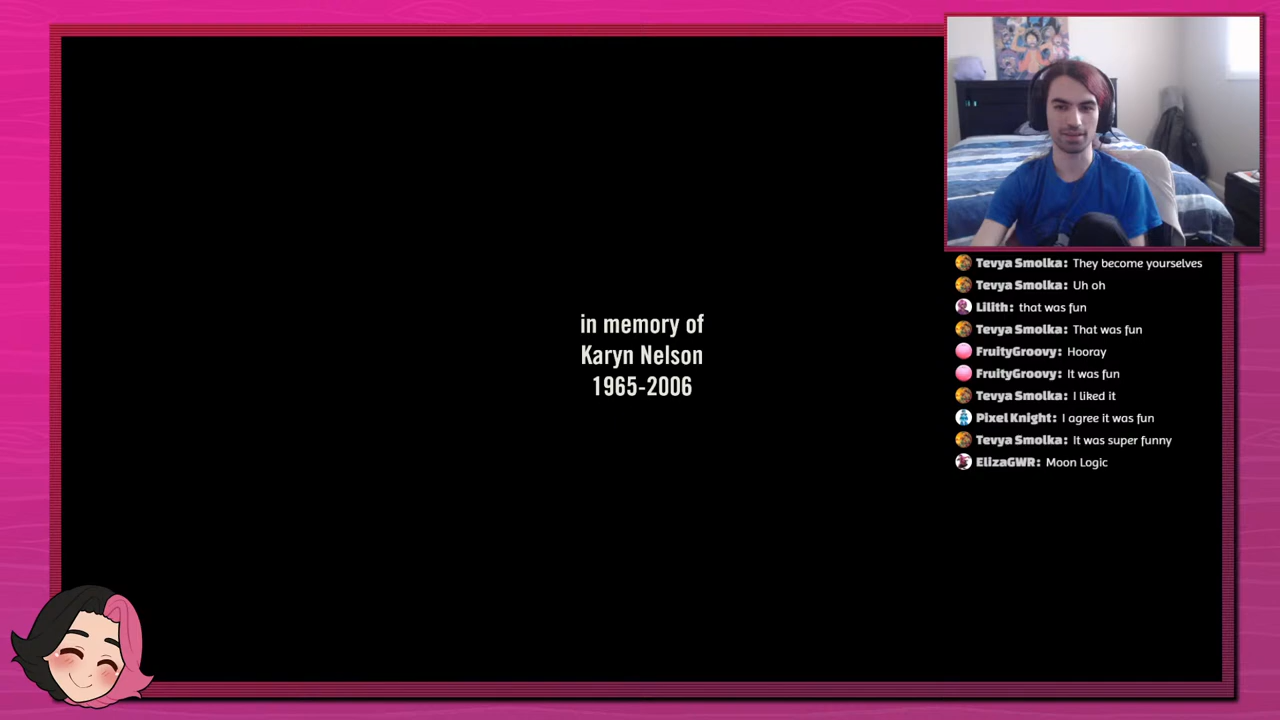 in memory of
Karyn Nelson
1965-2006
Tevya Smolka: They become yourselves
Tevya Smolka: Uh oh
Lilith: that was fun
Tevya Smolka: That was fun
FruityGroovy: Hooray
FruityGroovy: It was fun
Tevya Smolka: I liked it
Pixel Knight: I agree it was fun
Tevya Smolka: It was super funny
ElizaGWR: Moon Logic